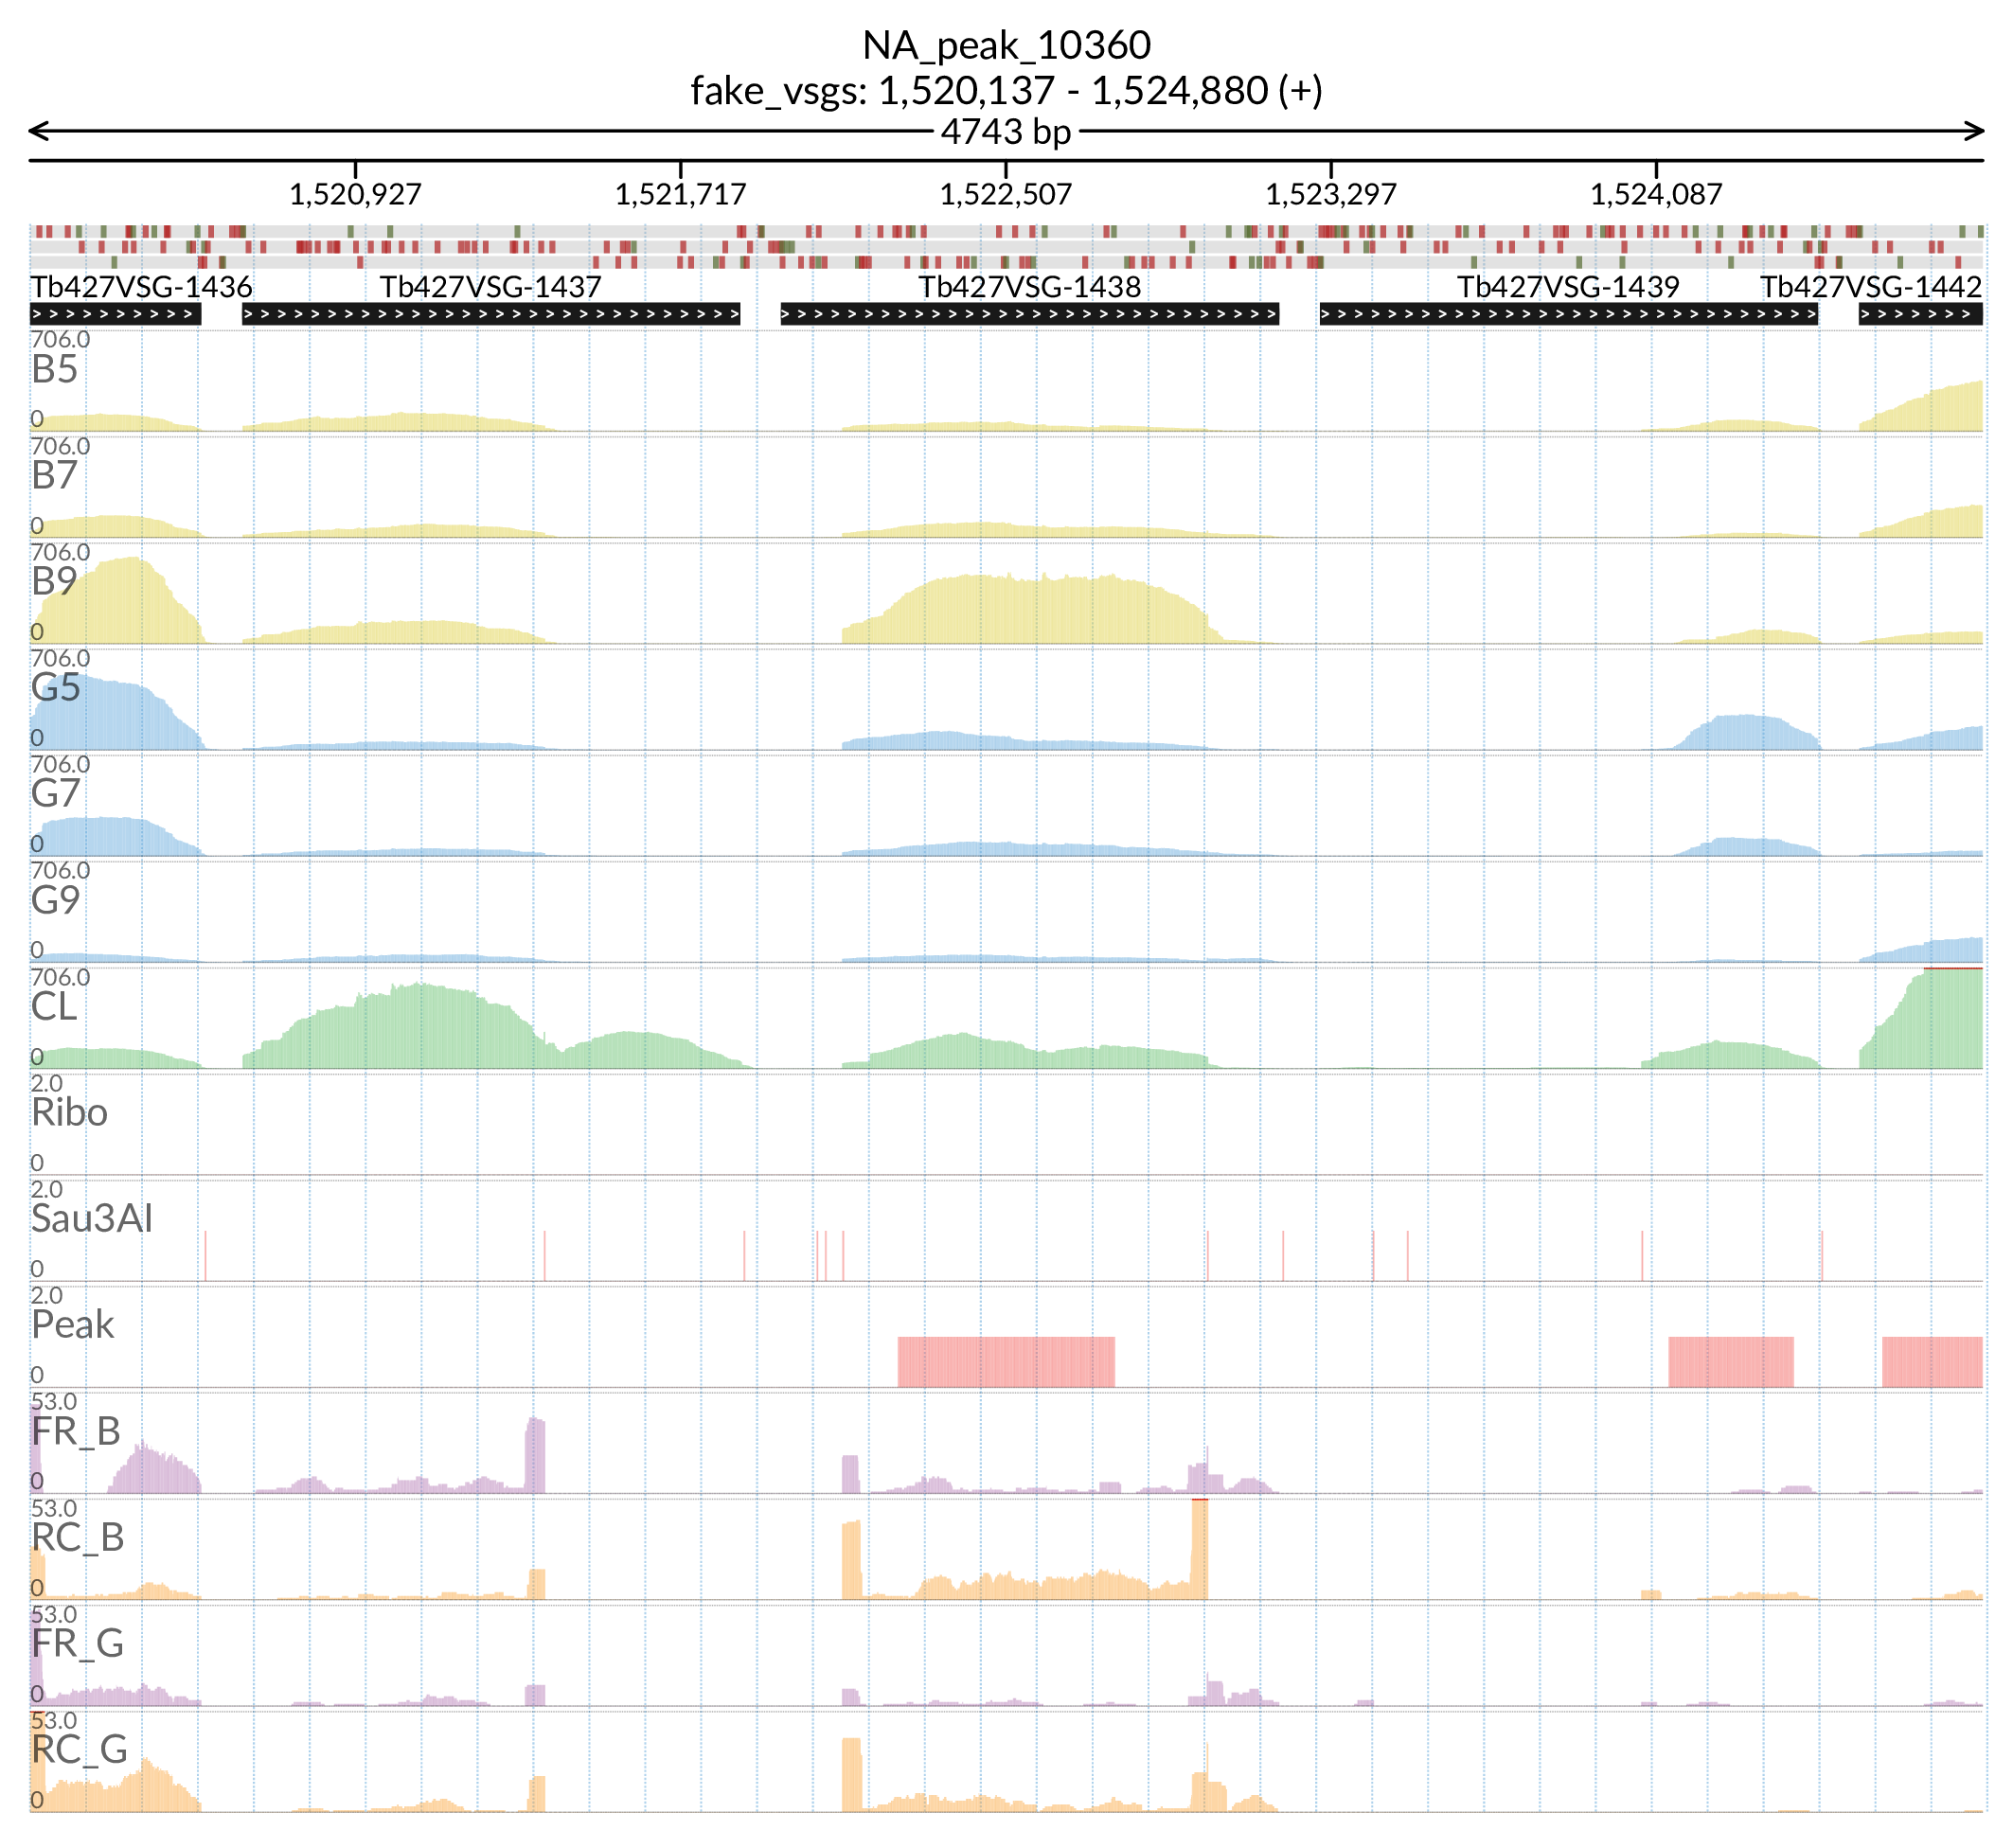 NA_peak_10360
fake_vsgs: 1,520,137 - 1,524,880 (+)
4743 bp
1,520,927 1,521,717 1,522,507 1,523,297 1,524,087
Tb427VSG-1436 Tb427VSG-1437 Tb427VSG-1438 Tb427VSG-1439 Tb427VSG-1442
706.0
B5
0
706.0
B7
0
706.0
B9
0
706.0
G5
0
706.0
G7
0
706.0
G9
0
706.0
CL
0
2.0
Ribo
0
2.0
Sau3AI
0
2.0
Peak
0
53.0
FR_B
0
53.0
RC_B
0
53.0
FR_G
0
53.0
RC_G
0